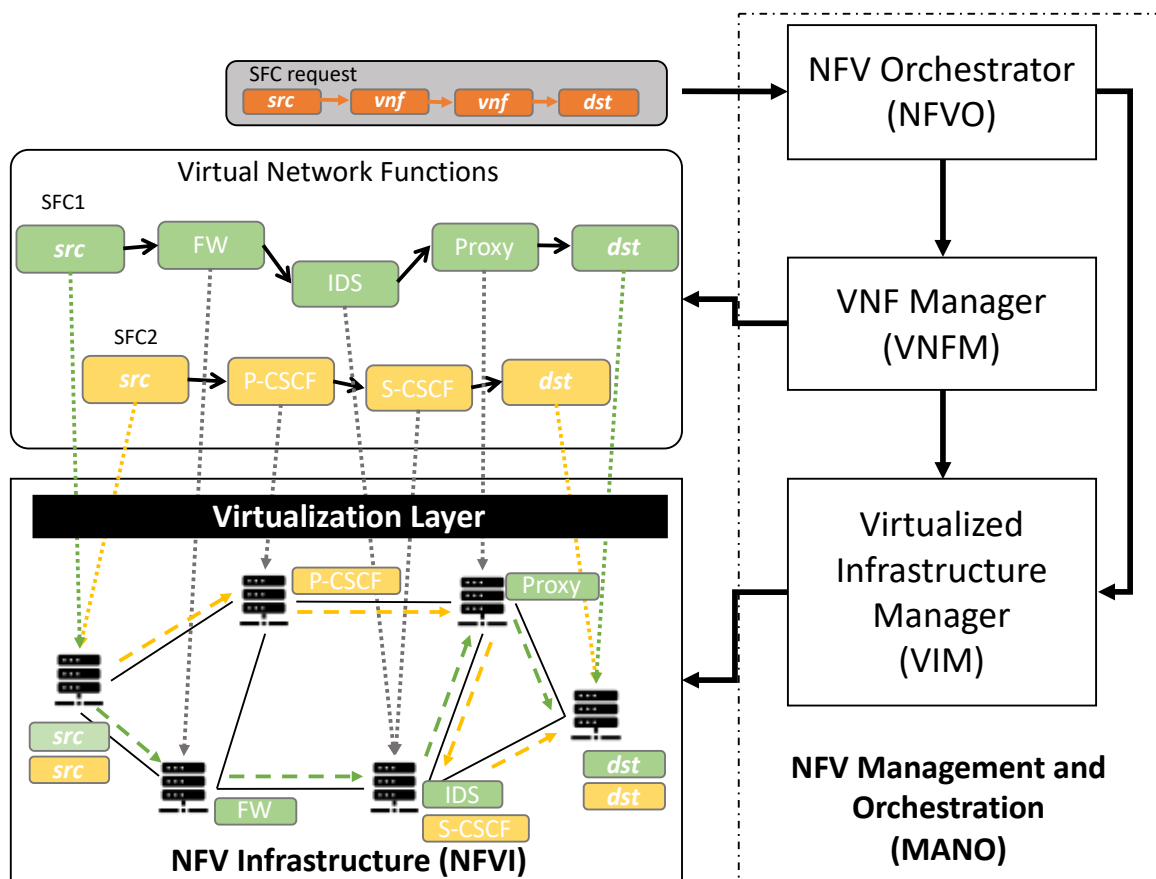 SFC request
src
vnf
vnf
dst
NFV Orchestrator
(NFVO)
Virtual Network Functions
SFC1
src
FW
IDS
Proxy
dst
SFC2
src
P-CSCF
S-CSCF
dst
VNF Manager
(VNFM)
Virtualization Layer
Virtualized
Infrastructure
Manager
(VIM)
P-CSCF
Proxy
src
src
FW
IDS
S-CSCF
dst
dst
NFV Infrastructure (NFVI)
NFV Management and
Orchestration
(MANO)